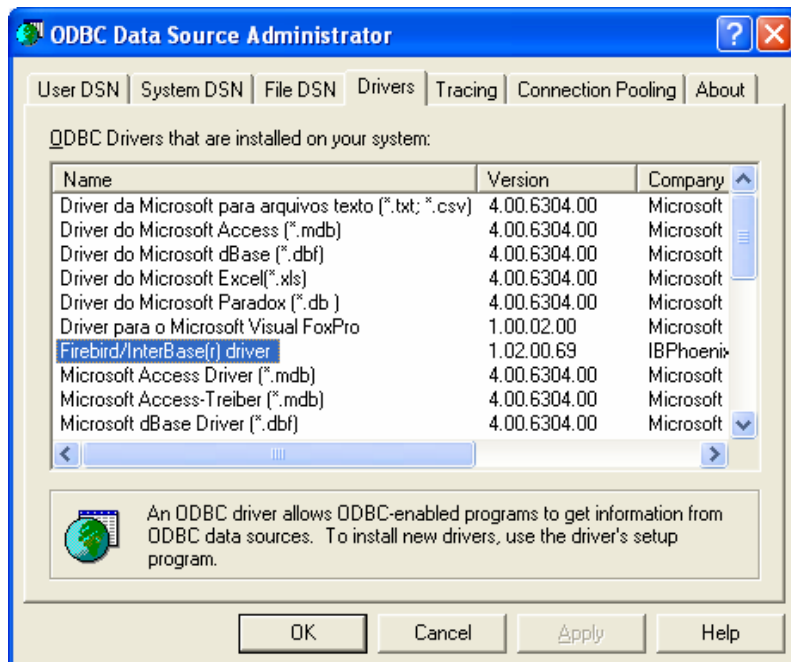 ODBC Data Source Administrator
User DSN System DSN File DSN Drivers Tracing Connection Pooling About
ODBC Drivers that are installed on your system:
Name Version Company
Driver da Microsoft para arquivos texto (*.txt; *.csv) 4.00.6304.00 Microsoft
Driver do Microsoft Access (*.mdb) 4.00.6304.00 Microsoft
Driver do Microsoft dBase (*.dbf) 4.00.6304.00 Microsoft
Driver do Microsoft Excel(*.xls) 4.00.6304.00 Microsoft
Driver do Microsoft Paradox (*.db ) 4.00.6304.00 Microsoft
Driver para o Microsoft Visual FoxPro 1.00.02.00 Microsoft
Firebird/InterBase(r) driver 1.02.00.69 IBPhoenix
Microsoft Access Driver (*.mdb) 4.00.6304.00 Microsoft
Microsoft Access-Treiber (*.mdb) 4.00.6304.00 Microsoft
Microsoft dBase Driver (*.dbf) 4.00.6304.00 Microsoft
An ODBC driver allows ODBC-enabled programs to get information from
ODBC data sources. To install new drivers, use the driver's setup
program.
OK Cancel Apply Help